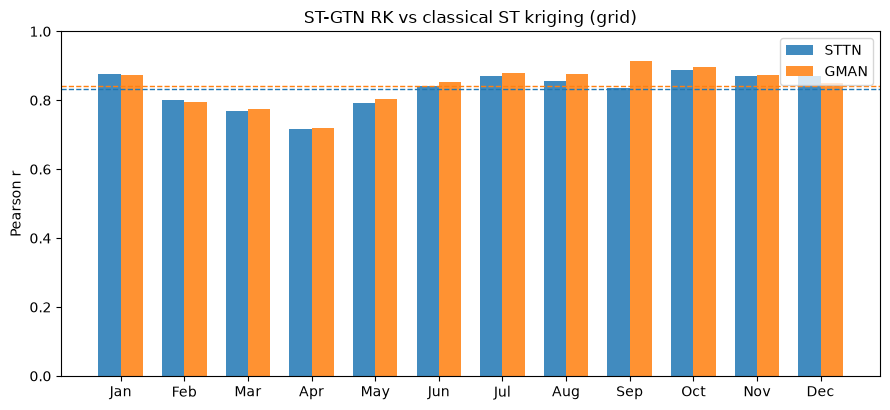 ST-GTN RK vs classical ST kriging (grid)
STTN
GMAN
Pearson r
1.0
0.8
0.6
0.4
0.2
0.0
Jan Feb Mar Apr May Jun Jul Aug Sep Oct Nov Dec